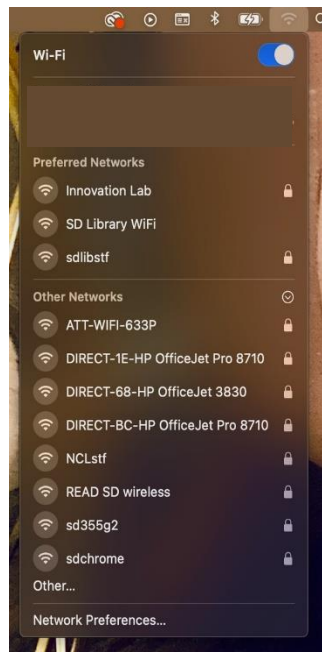 Wi-Fi
Preferred Networks
Innovation Lab
SD Library WiFi
sdlibstf
Other Networks
ATT-WIFI-633P
DIRECT-1E-HP OfficeJet Pro 8710
DIRECT-68-HP OfficeJet 3830
DIRECT-BC-HP OfficeJet Pro 8710
NCLstf
READ SD wireless
sd355g2
sdchrome
Other...
Network Preferences...